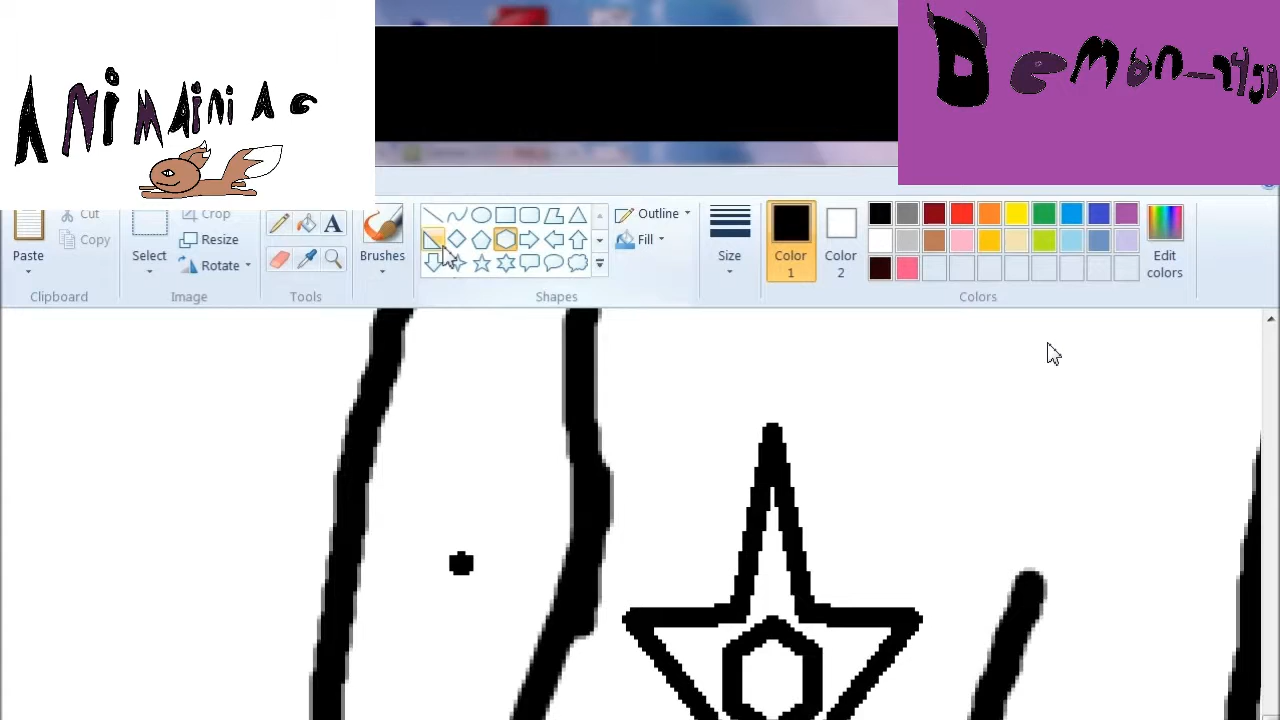 ANiMAiniAc
Demon_
Cut
Copy
Paste
Clipboard
Crop
Resize
Rotate
Select
Image
Tools
Brushes
Outline
Fill
Shapes
Size
Color 1
Color 2
Edit colors
Colors
A